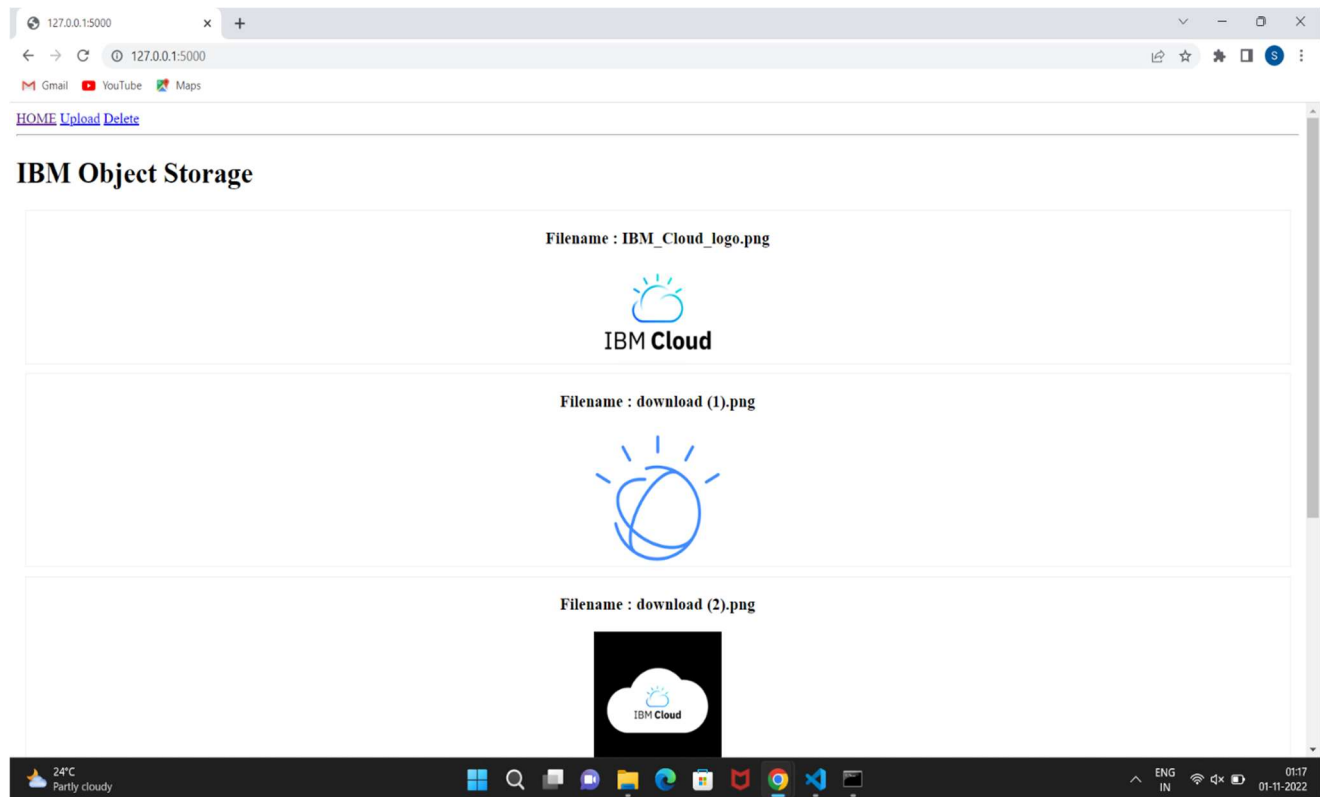 127.0.0.1:5000
127.0.0.1:5000
Gmail YouTube Maps
HOME Upload Delete
IBM Object Storage
Filename : IBM_Cloud_logo.png
IBM Cloud
Filename : download (1).png
Filename : download (2).png
IBM Cloud
24°C
Partly cloudy
ENG
IN
01:17
01-11-2022
S